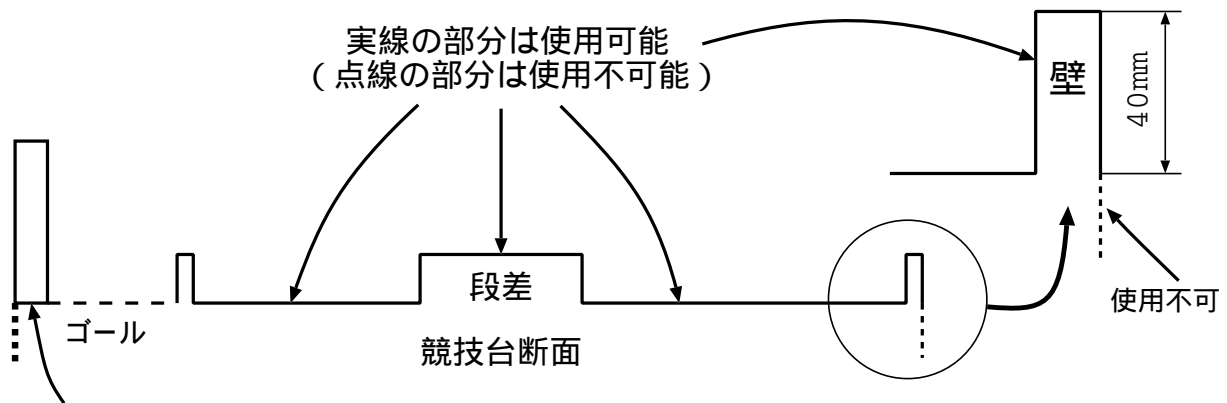 実線の部分は使用可能
(点線の部分は使用不可能)
壁
40mm
段差
使用不可
ゴール
競技台断面